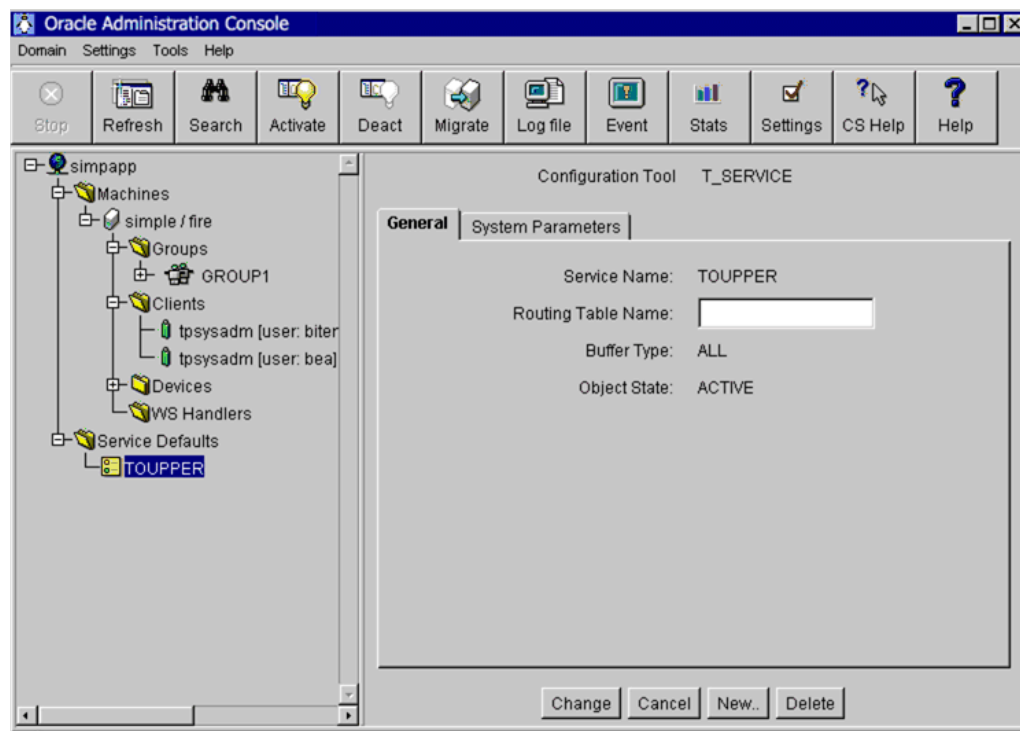 Oracle Administration Console
Domain Settings Tools Help
Stop Refresh Search Activate Deact Migrate Log file Event Stats Settings CS Help Help
simpapp
Machines
simple / fire
Groups
GROUP1
Clients
tpsysadm [user: biter
tpsysadm [user: bea]
Devices
WS Handlers
Service Defaults
TOUPPER
Configuration Tool T_SERVICE
General System Parameters
Service Name: TOUPPER
Routing Table Name:
Buffer Type: ALL
Object State: ACTIVE
Change Cancel New.. Delete